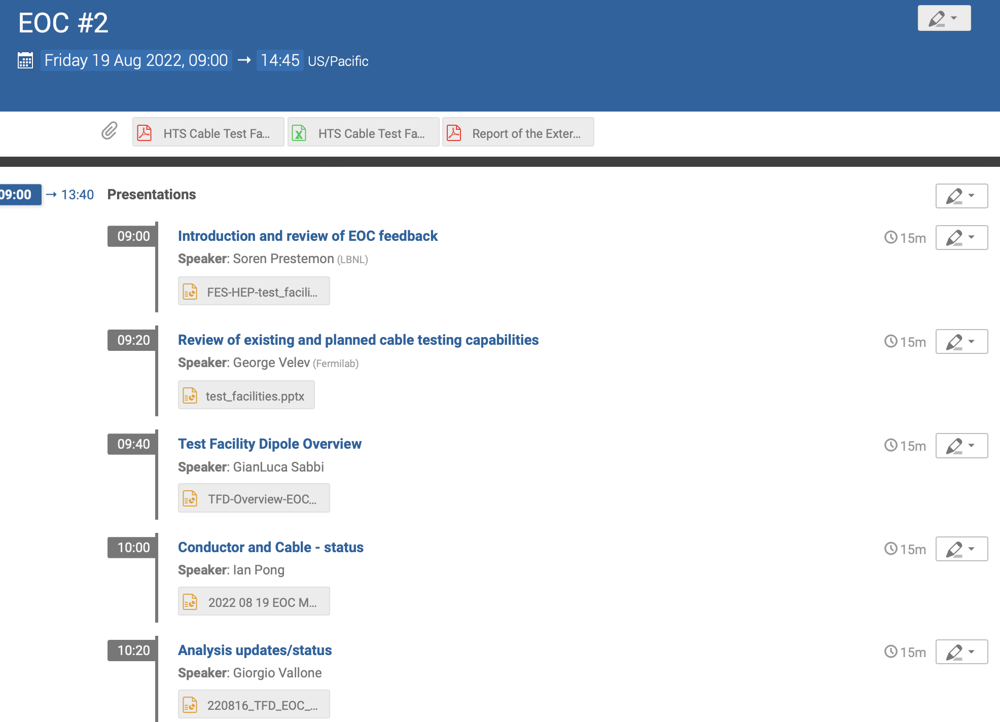 EOC #2
Friday 19 Aug 2022, 09:00 → 14:45 US/Pacific
HTS Cable Test Fa... HTS Cable Test Fa... Report of the Exter...
09:00 → 13:40 Presentations
09:00 Introduction and review of EOC feedback 15m
Speaker: Soren Prestemon (LBNL)
FES-HEP-test_facili...
09:20 Review of existing and planned cable testing capabilities 15m
Speaker: George Velev (Fermilab)
test_facilities.pptx
09:40 Test Facility Dipole Overview 15m
Speaker: GianLuca Sabbi
TFD-Overview-EOC...
10:00 Conductor and Cable - status 15m
Speaker: Ian Pong
2022 08 19 EOC M...
10:20 Analysis updates/status 15m
Speaker: Giorgio Vallone
220816_TFD_EOC_...